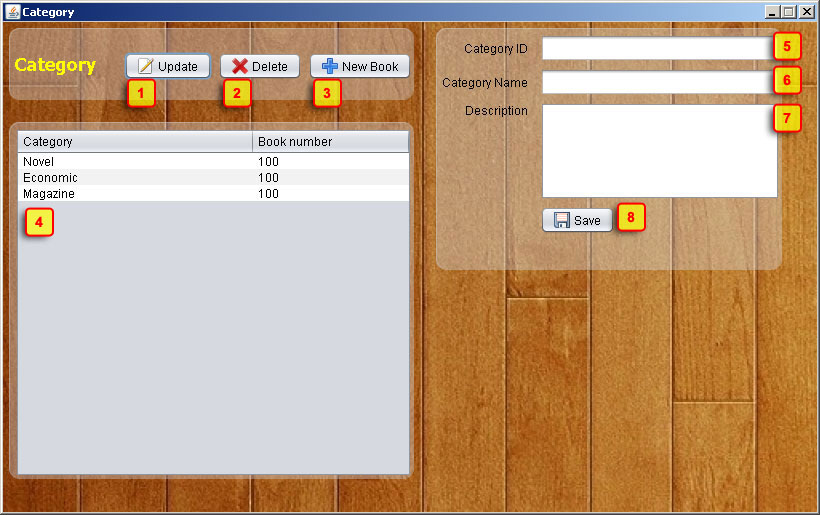 Category
Category Update Delete New Book
1 2 3
Category Book number
Novel 100
Economic 100
Magazine 100
4
Category ID 5
Category Name 6
Description 7
Save 8